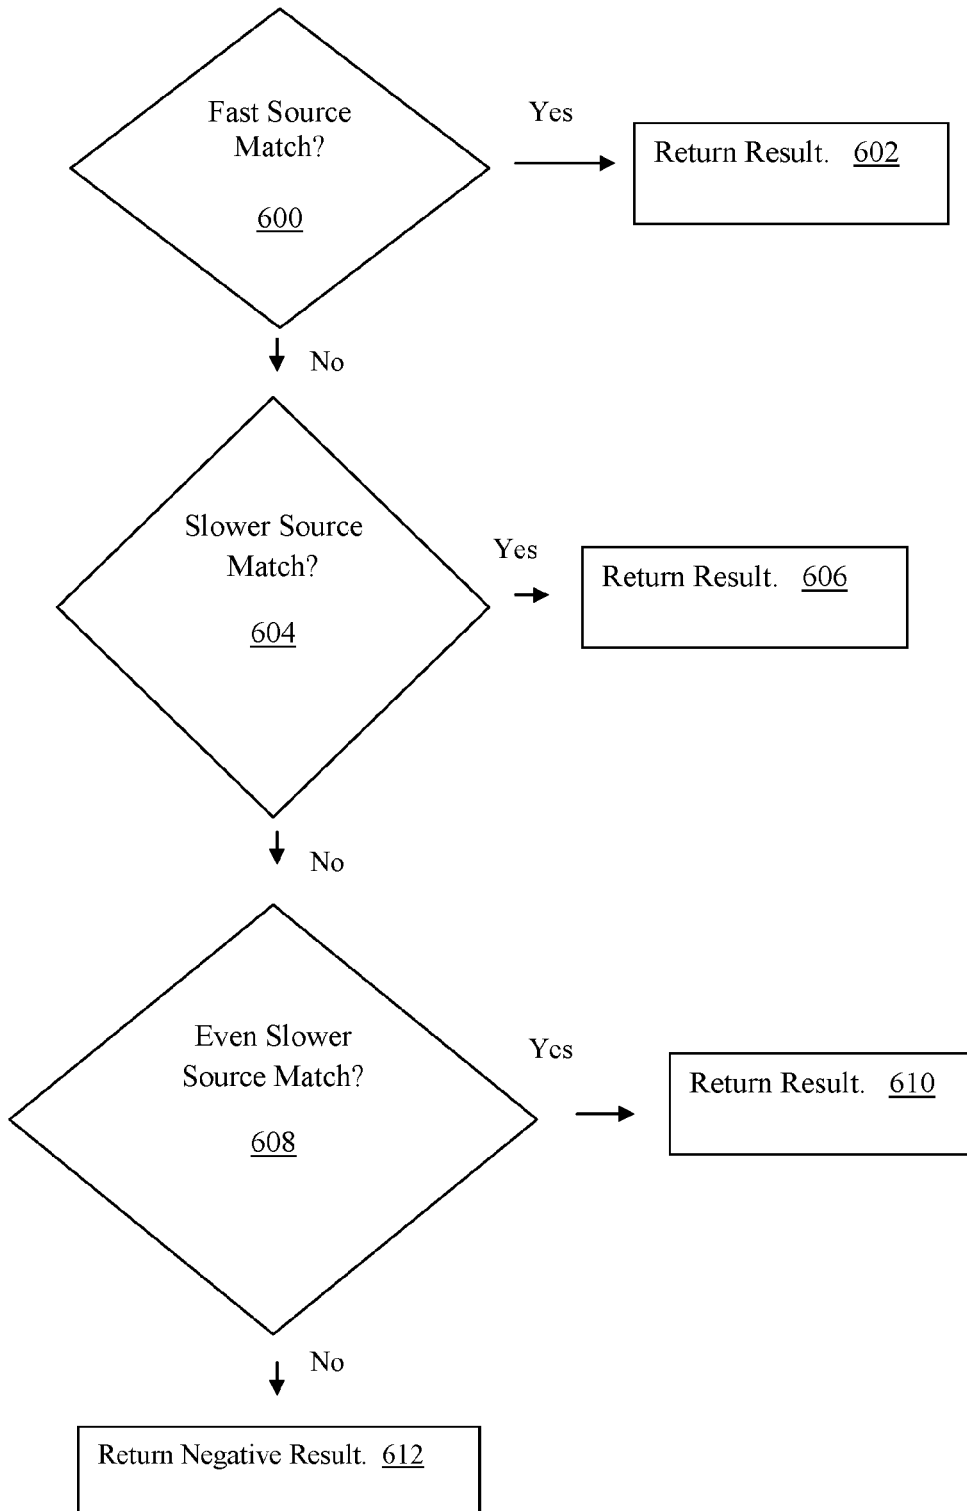 Fast Source
Match?
600
Yes
Return Result. 602
No
Slower Source
Match?
604
Yes
Return Result. 606
No
Even Slower
Source Match?
608
Yes
Return Result. 610
No
Return Negative Result. 612